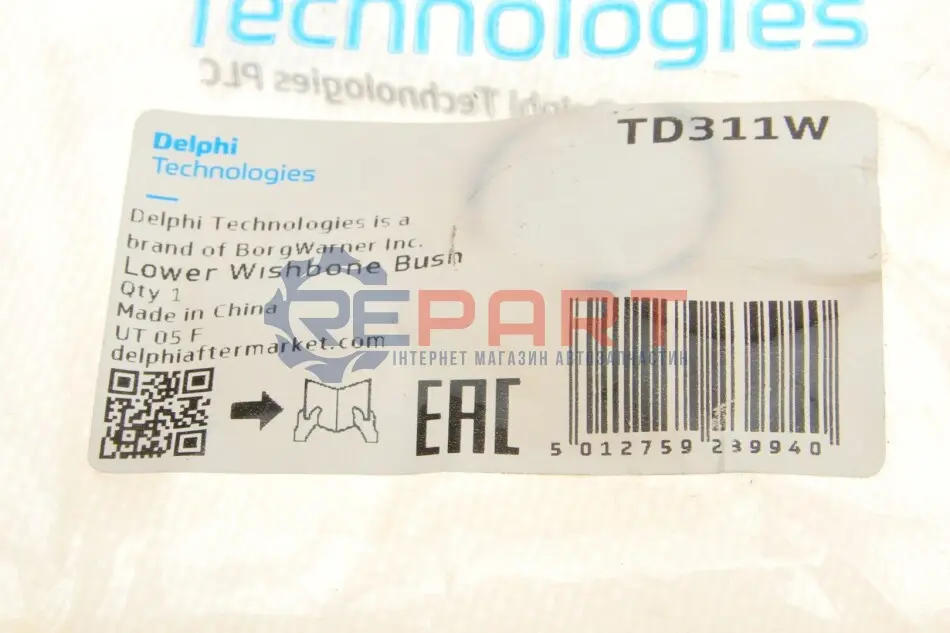 Technologies
Delphi Technologies PLC
TD311W
Delphi
Technologies
Delphi Technologies is a
brand of BorgWarner Inc.
Lower Wishbone Bush
Qty 1
Made in China
UT 05 F
delphiaftermarket.com
REPART
ІНТЕРНЕТ МАГАЗИН АВТОЗАПЧАСТИН
EAC
5 012759 239940